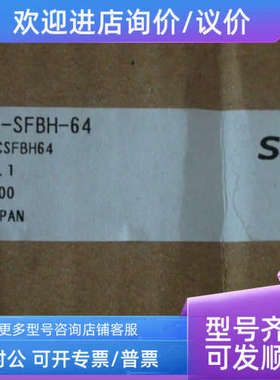 欢迎进店询价/议价
-SFBH-64
CSFBH64
.1
00
PAN
S
更多型号咨询店铺客服
型号齐
对公 可开专票/普票
可发顺